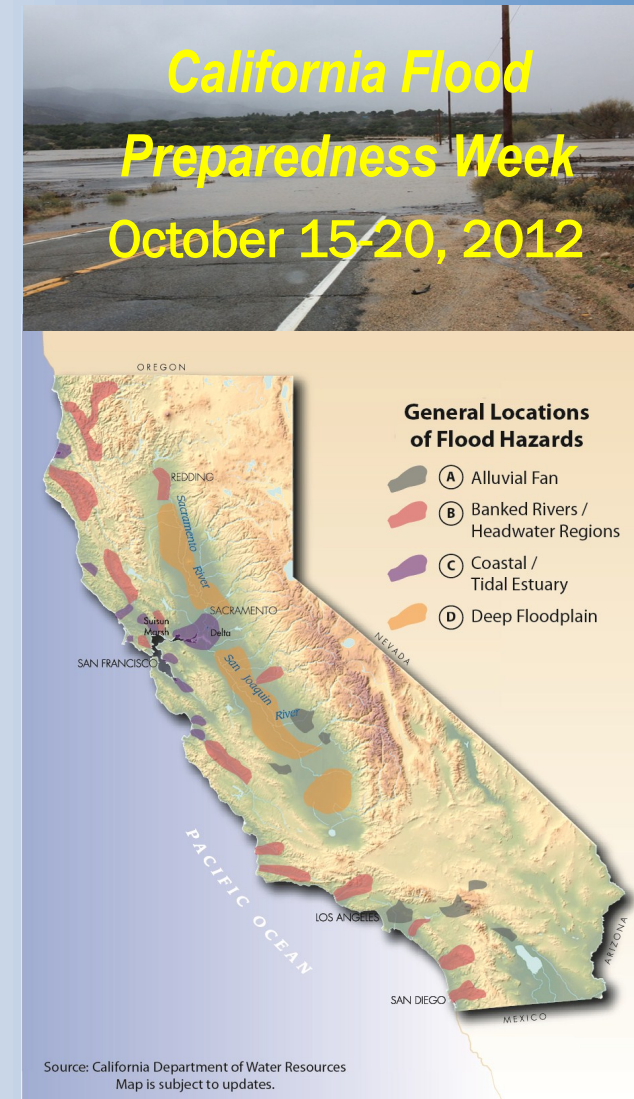 California Flood
Preparedness Week
October 15-20, 2012
OREGON
General Locations
of Flood Hazards
A Alluvial Fan
B Banked Rivers /
Headwater Regions
C Coastal /
Tidal Estuary
D Deep Floodplain
REDDING
Sacramento River
SACRAMENTO
Suisun
Marsh
Delta
SAN FRANCISCO
NEVADA
San Joaquin River
PACIFIC OCEAN
LOS ANGELES
ARIZONA
SAN DIEGO
MEXICO
Source: California Department of Water Resources
Map is subject to updates.